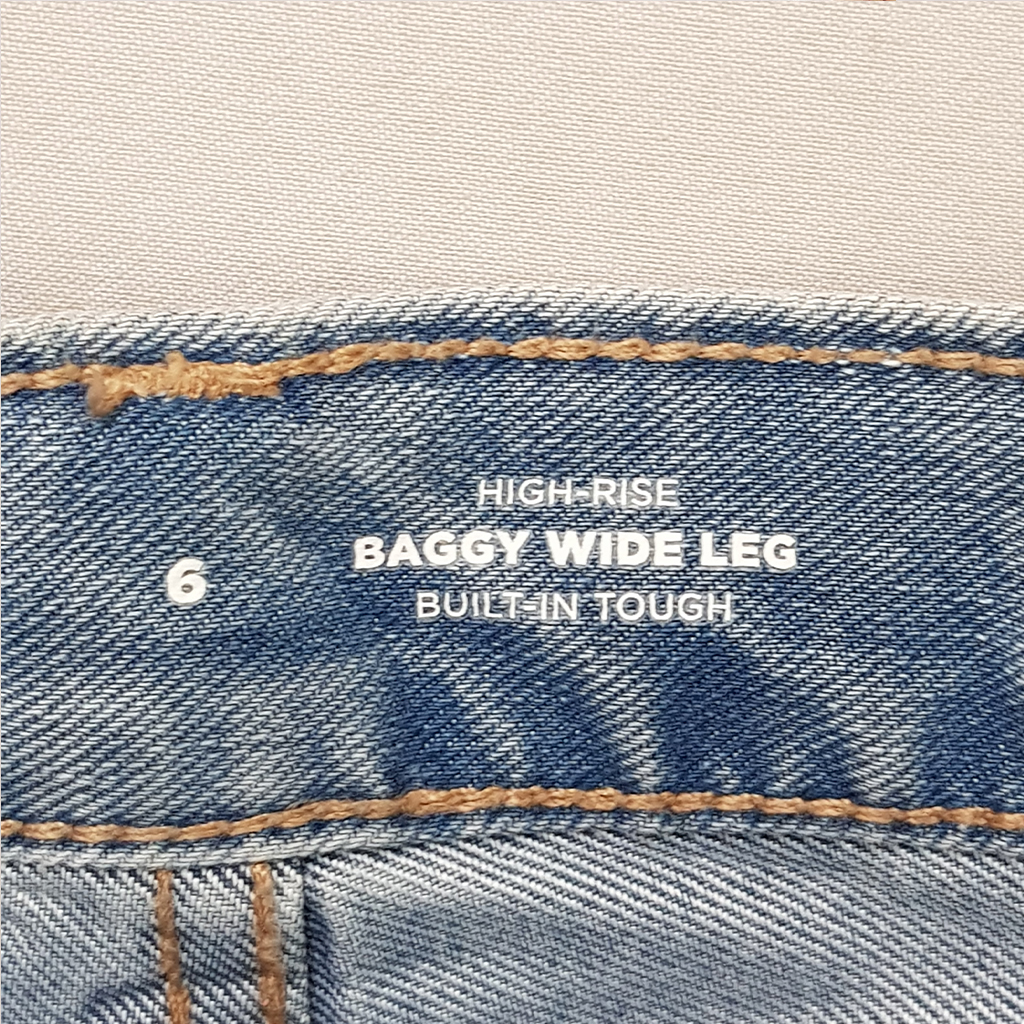 HIGH-RISE
BAGGY WIDE LEG
BUILT-IN TOUGH
6